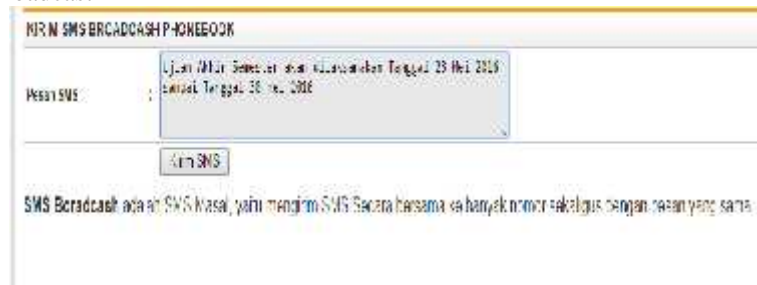 KIRIM SMS BROADCASH PHONEBOOK
Ujian Akhir Semester akan dilaksanakan Tanggal 23 Mei 2016
sampai Tanggal 30 mei 2016
Pesan SMS :
Kirim SMS
SMS Boradcash adalah SMS Masal, yaitu mengirim SMS Secara bersama ke banyak nomor sekaligus dengan pesan yang sama